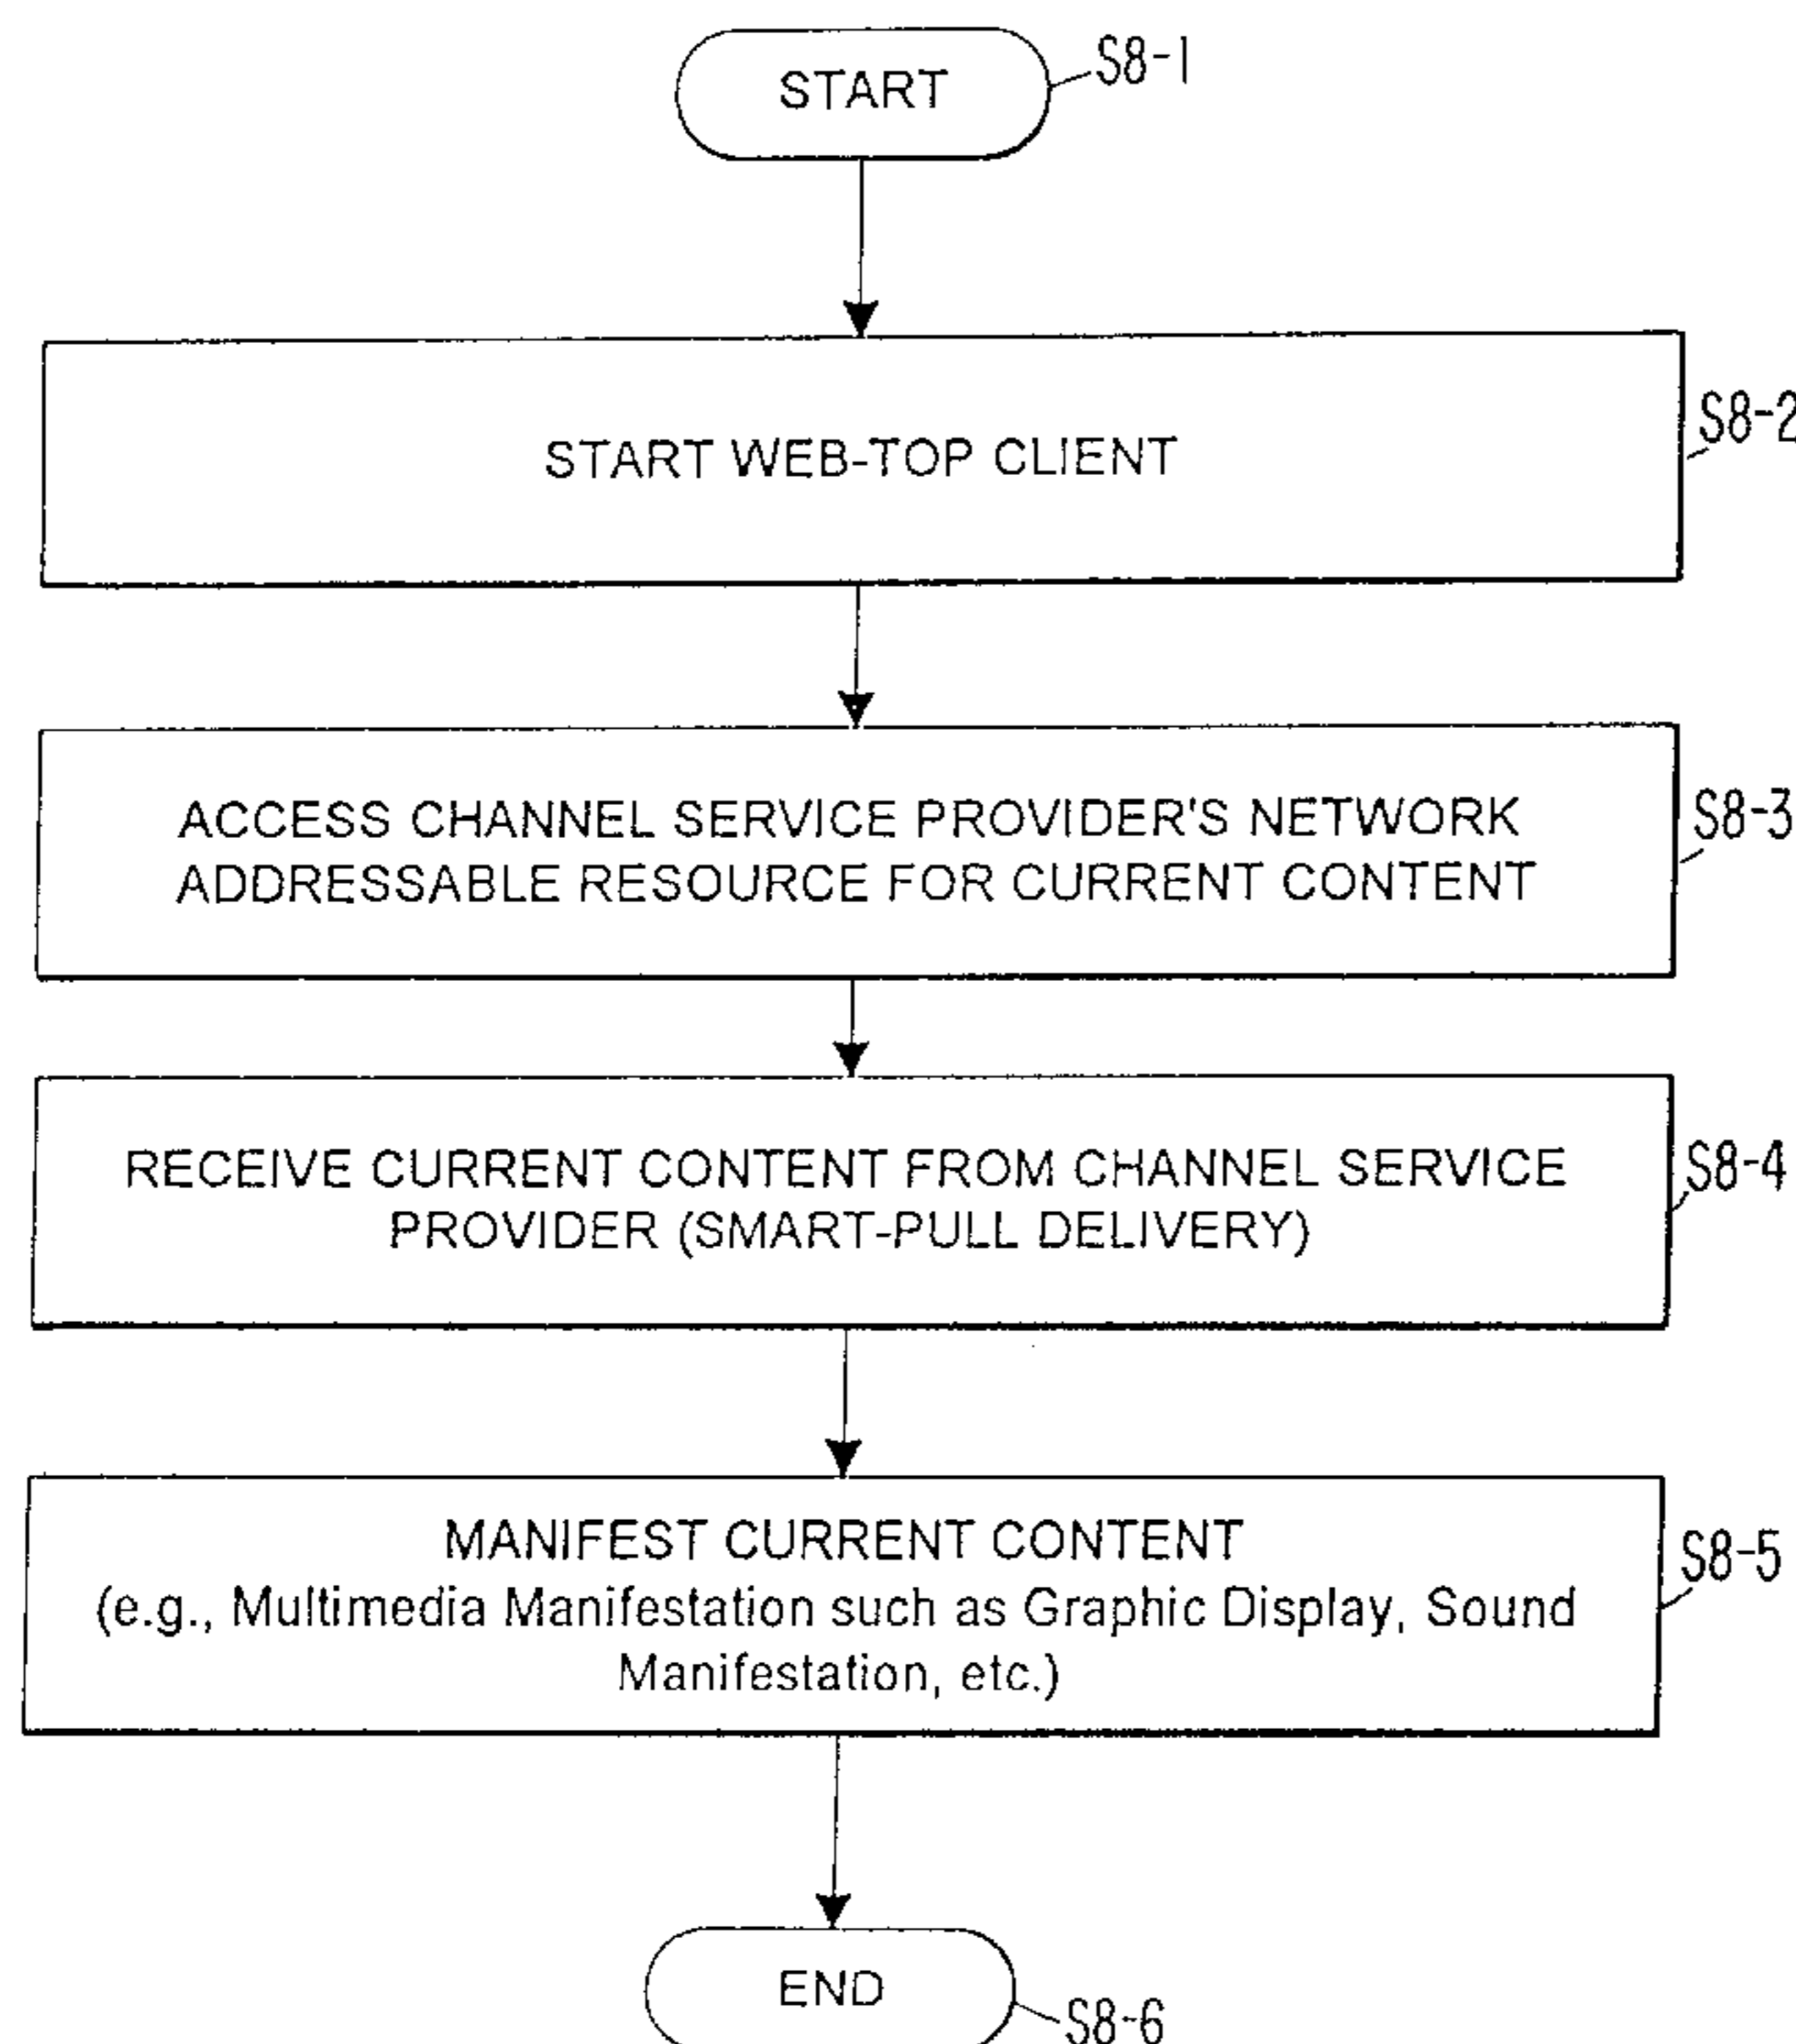 START
S8-1
START WEB-TOP CLIENT
S8-2
ACCESS CHANNEL SERVICE PROVIDER'S NETWORK
ADDRESSABLE RESOURCE FOR CURRENT CONTENT
S8-3
RECEIVE CURRENT CONTENT FROM CHANNEL SERVICE
PROVIDER (SMART-PULL DELIVERY)
S8-4
MANIFEST CURRENT CONTENT
(e.g., Multimedia Manifestation such as Graphic Display, Sound
Manifestation, etc.)
S8-5
END
S8-6